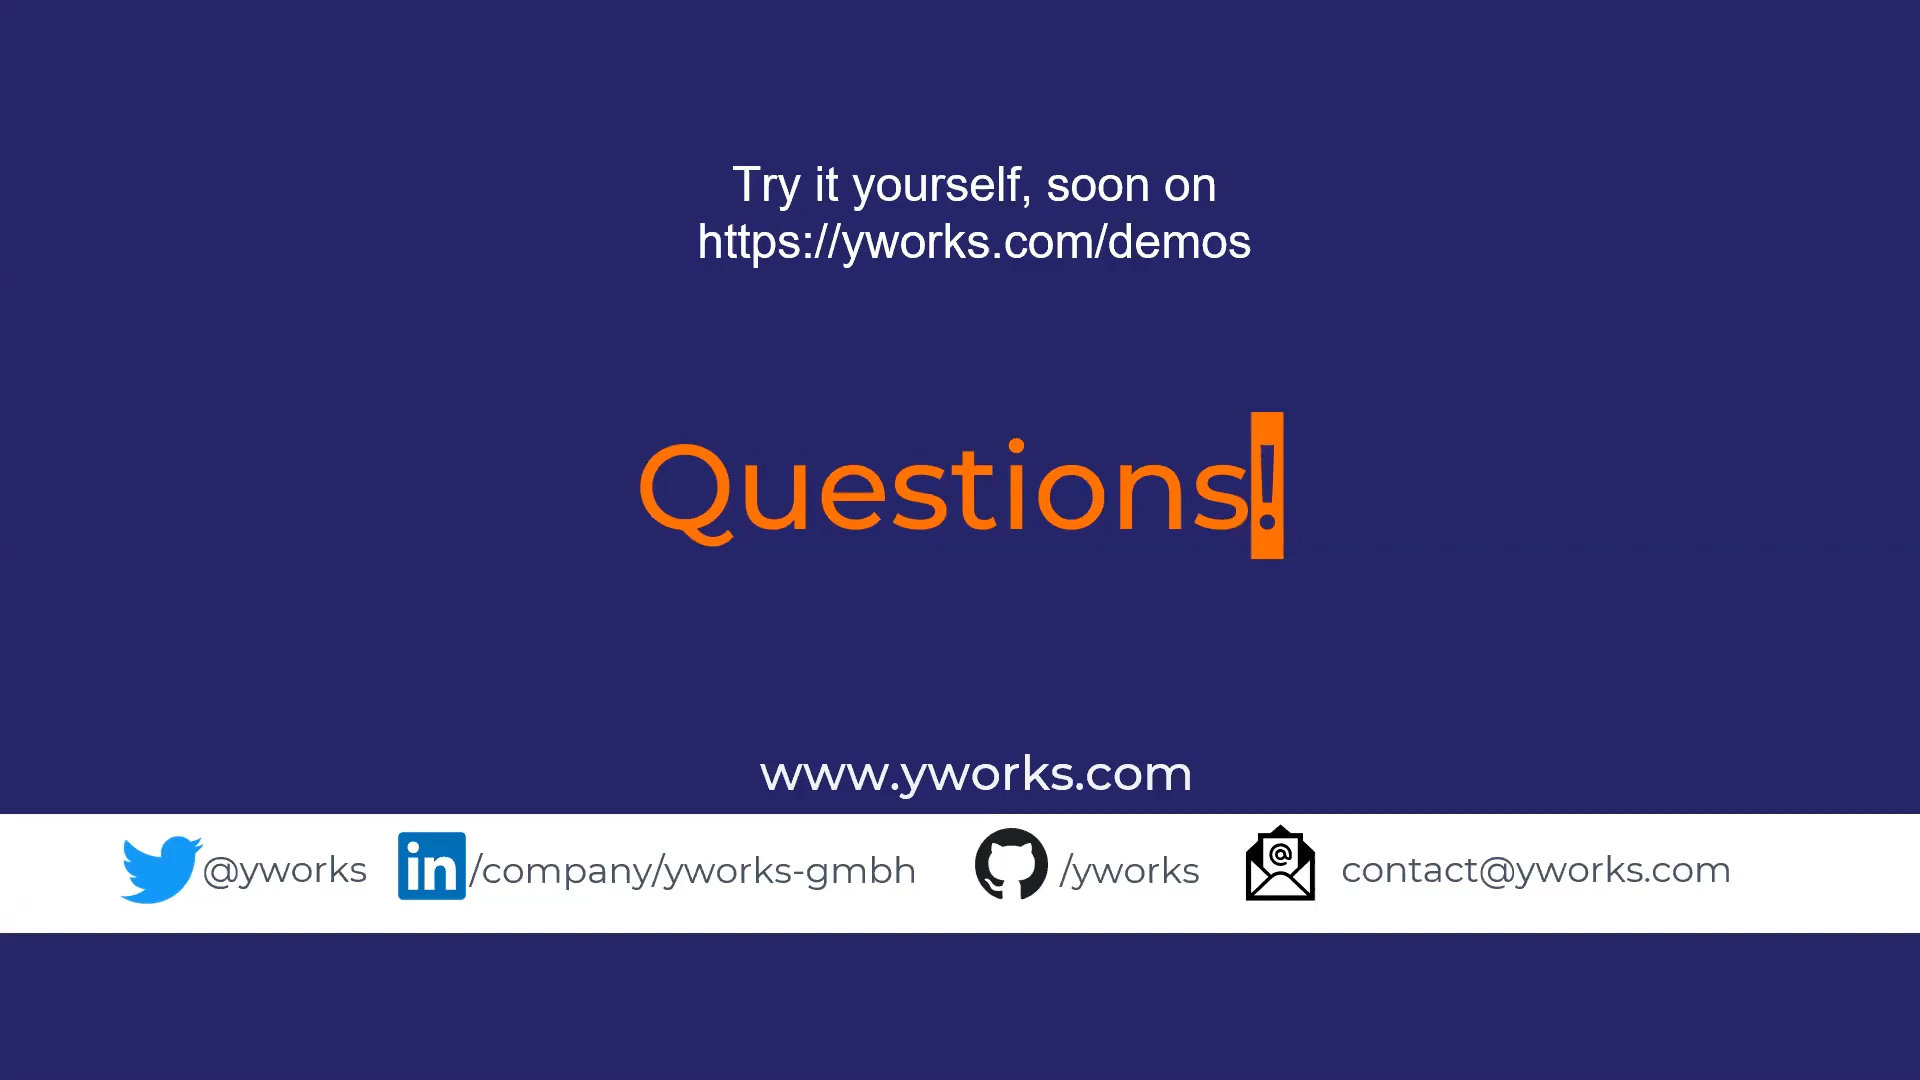 Try it yourself, soon on
https://yworks.com/demos
Questions!
www.yworks.com
@yworks
in /company/yworks-gmbh
/yworks
@ contact@yworks.com